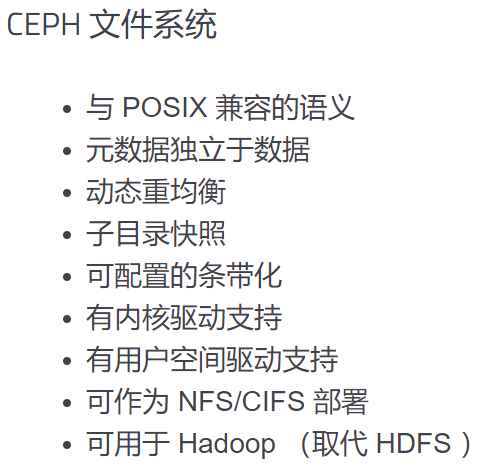 CEPH 文件系统
• 与 POSIX 兼容的语义
• 元数据独立于数据
• 动态重均衡
• 子目录快照
• 可配置的条带化
• 有内核驱动支持
• 有用户空间驱动支持
• 可作为 NFS/CIFS 部署
• 可用于 Hadoop （取代 HDFS ）